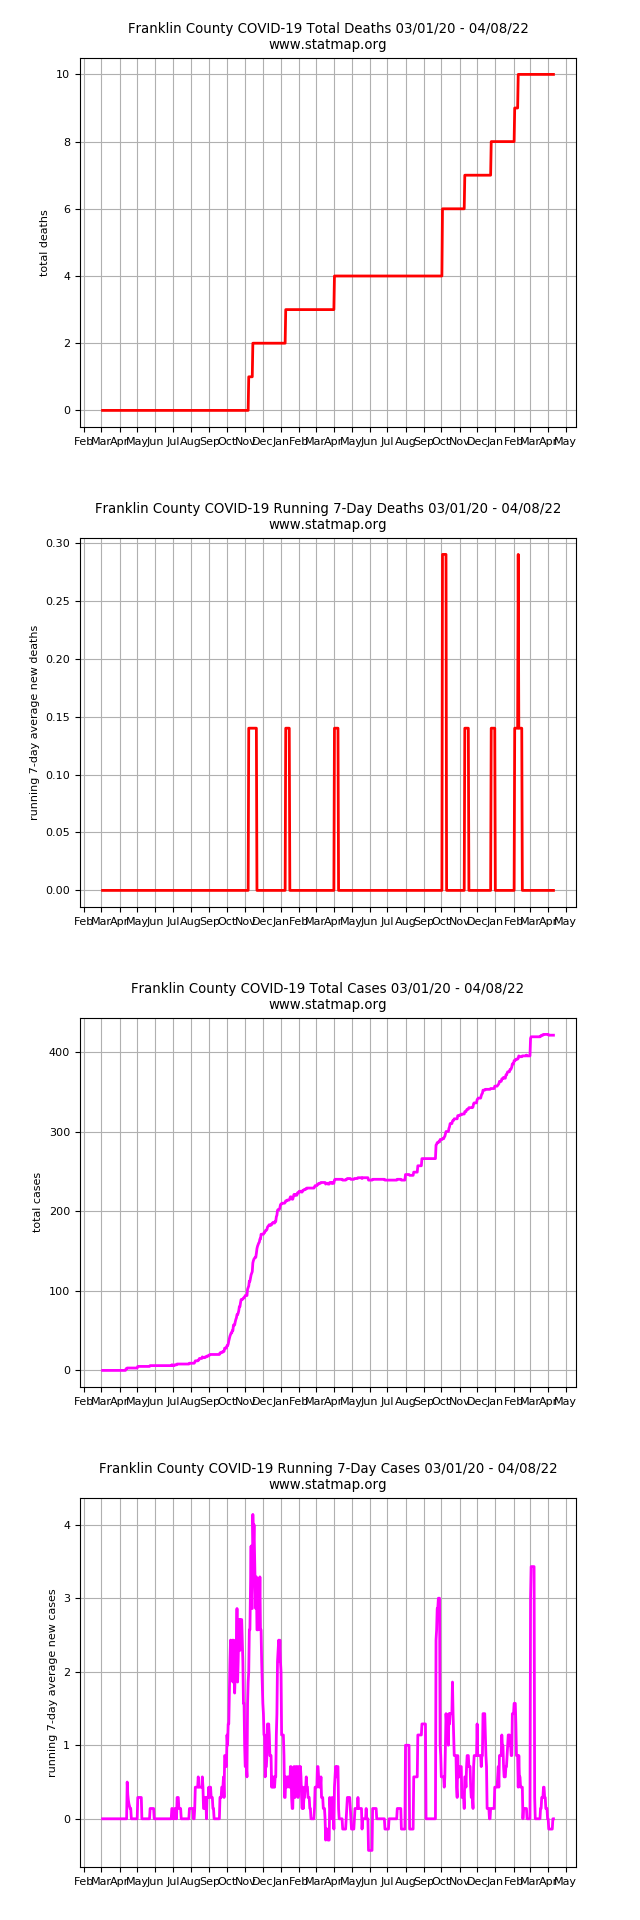 Franklin County COVID-19 Total Deaths 03/01/20 - 04/08/22
www.statmap.org
10
8
6
4
2
0
total deaths
Feb Mar Apr May Jun Jul Aug Sep Oct Nov Dec Jan Feb Mar Apr May Jun Jul Aug Sep Oct Nov Dec Jan Feb Mar Apr May
Franklin County COVID-19 Running 7-Day Deaths 03/01/20 - 04/08/22
www.statmap.org
0.30
0.25
0.20
0.15
0.10
0.05
0.00
running 7-day average new deaths
Feb Mar Apr May Jun Jul Aug Sep Oct Nov Dec Jan Feb Mar Apr May Jun Jul Aug Sep Oct Nov Dec Jan Feb Mar Apr May
Franklin County COVID-19 Total Cases 03/01/20 - 04/08/22
www.statmap.org
400
300
200
100
0
total cases
Feb Mar Apr May Jun Jul Aug Sep Oct Nov Dec Jan Feb Mar Apr May Jun Jul Aug Sep Oct Nov Dec Jan Feb Mar Apr May
Franklin County COVID-19 Running 7-Day Cases 03/01/20 - 04/08/22
www.statmap.org
4
3
2
1
0
running 7-day average new cases
Feb Mar Apr May Jun Jul Aug Sep Oct Nov Dec Jan Feb Mar Apr May Jun Jul Aug Sep Oct Nov Dec Jan Feb Mar Apr May